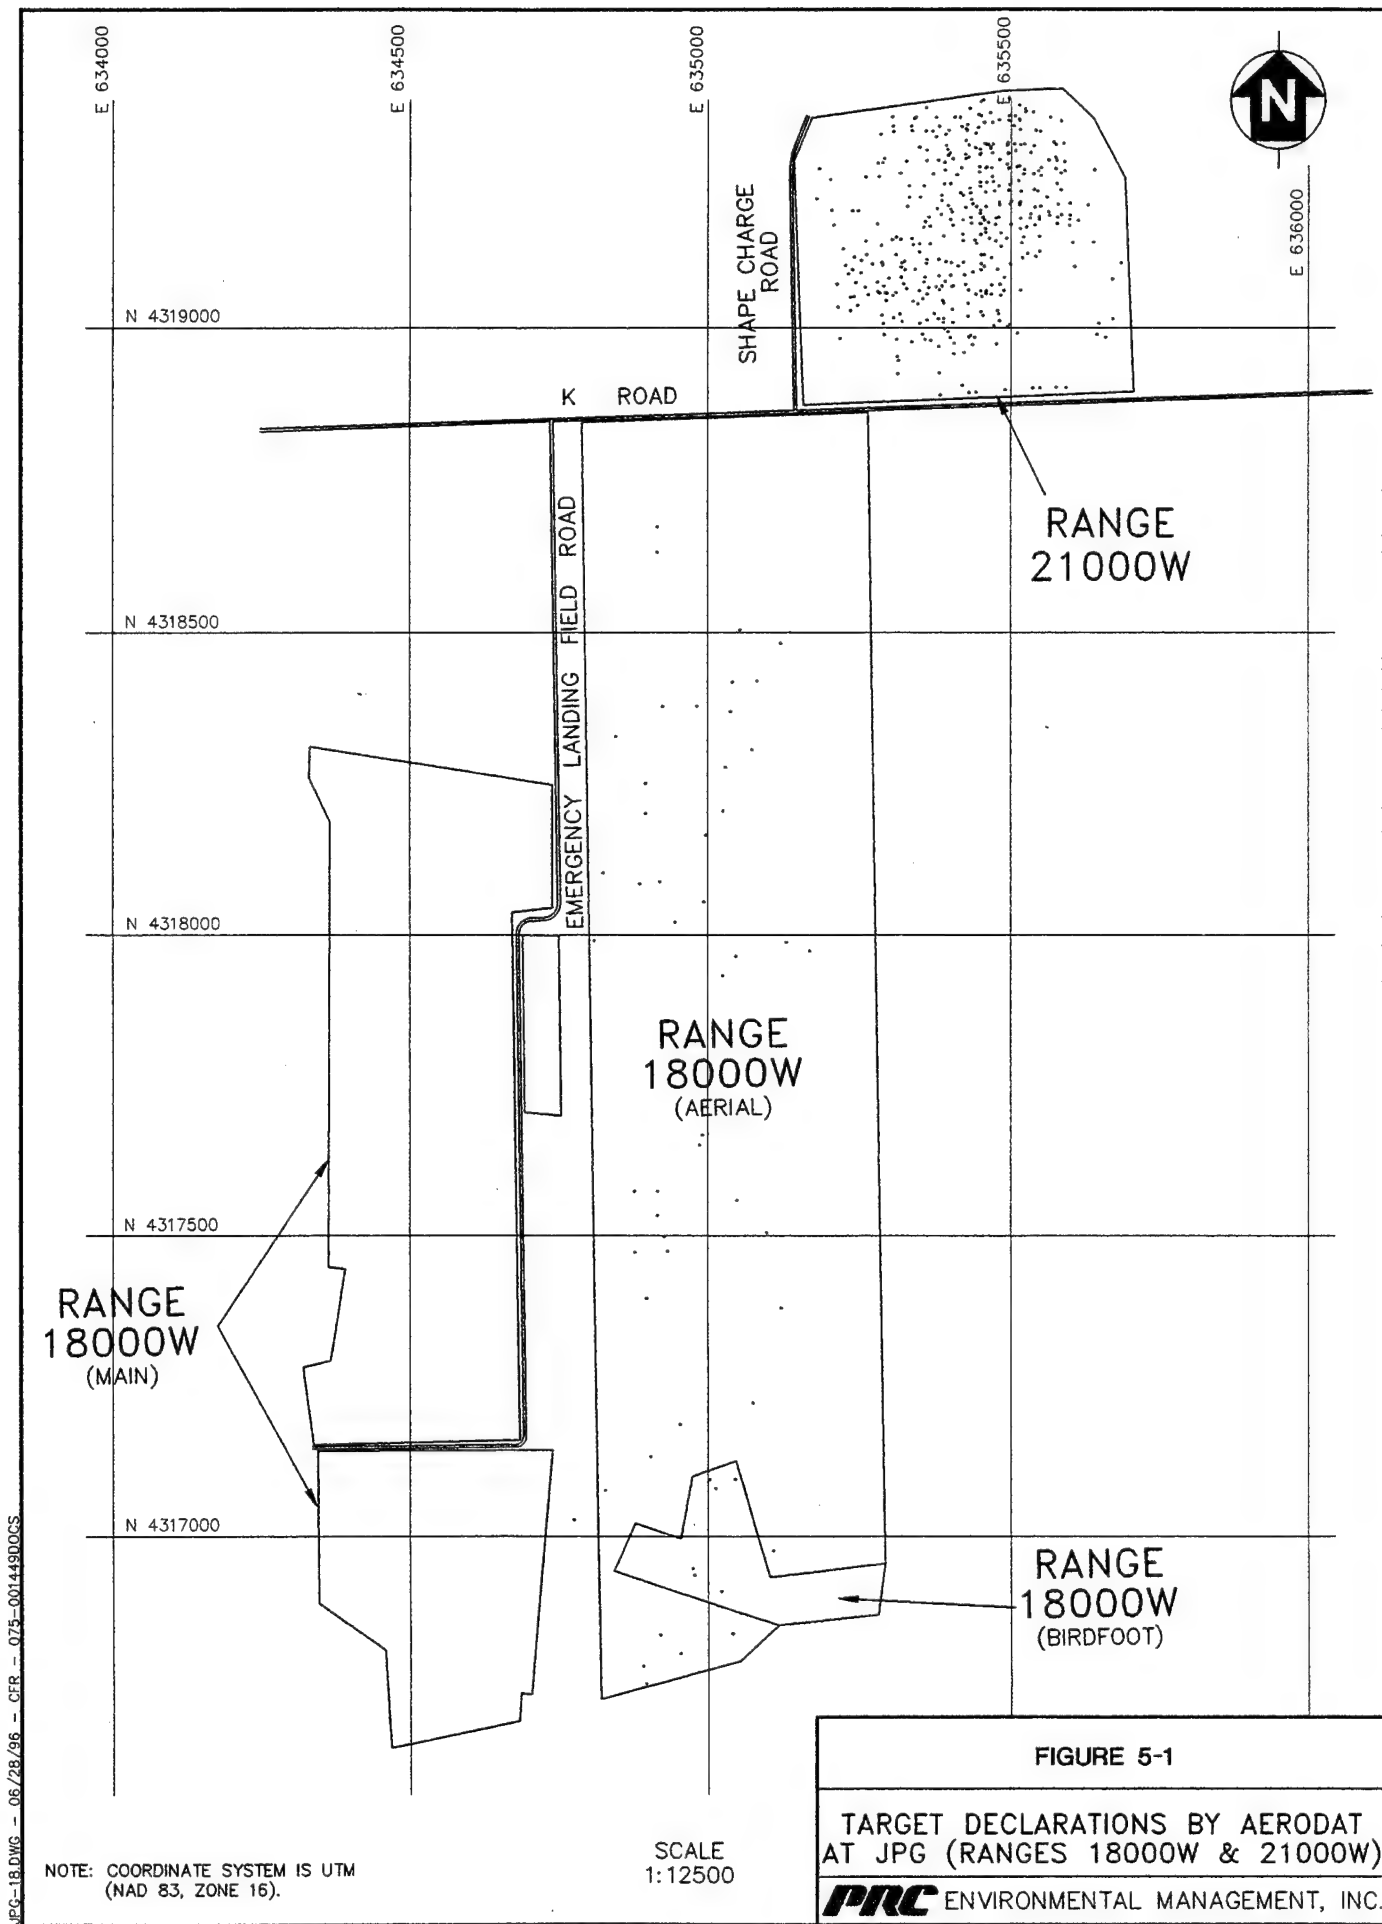 E 634000
E 634500
E 635000
E 635500
N
E 636000
SHAPE CHARGE
ROAD
N 4319000
K ROAD
RANGE
21000W
EMERGENCY LANDING FIELD ROAD
N 4318500
N 4318000
RANGE
18000W
(AERIAL)
N 4317500
RANGE
18000W
(MAIN)
N 4317000
RANGE
18000W
(BIRDFOOT)
FIGURE 5-1
TARGET DECLARATIONS BY AERODAT
AT JPG (RANGES 18000W & 21000W)
PRC ENVIRONMENTAL MANAGEMENT, INC.
SCALE
1:12500
NOTE: COORDINATE SYSTEM IS UTM
(NAD 83, ZONE 16).
JPG-18.DWG - 06/28/96 - CFR - 075-001449DOCS